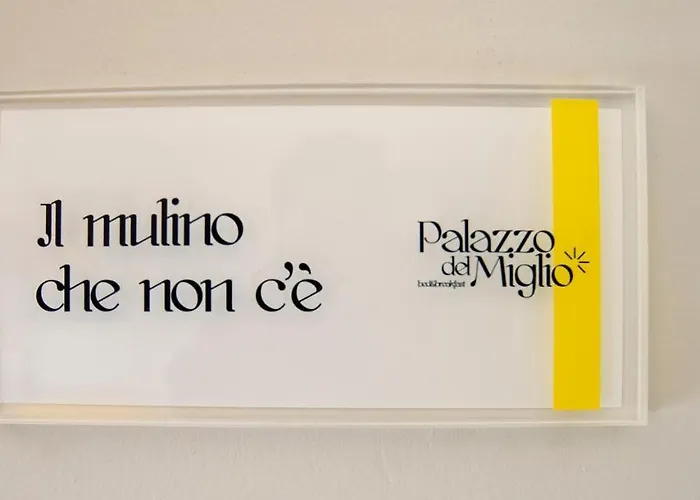 Il mulino
che non c'è
Palazzo
del Miglio
bed&breakfast